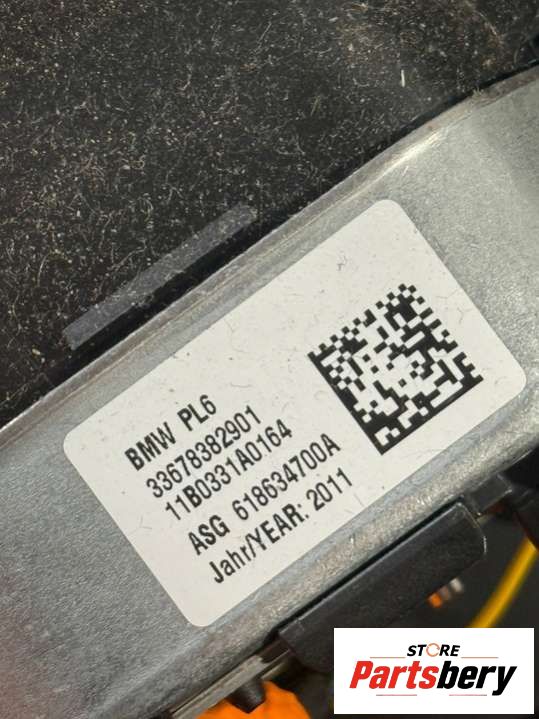 BMW PL6
33678382901
11B0331A0164
ASG 618634700A
Jahr/YEAR: 2011
STORE
Partsbery